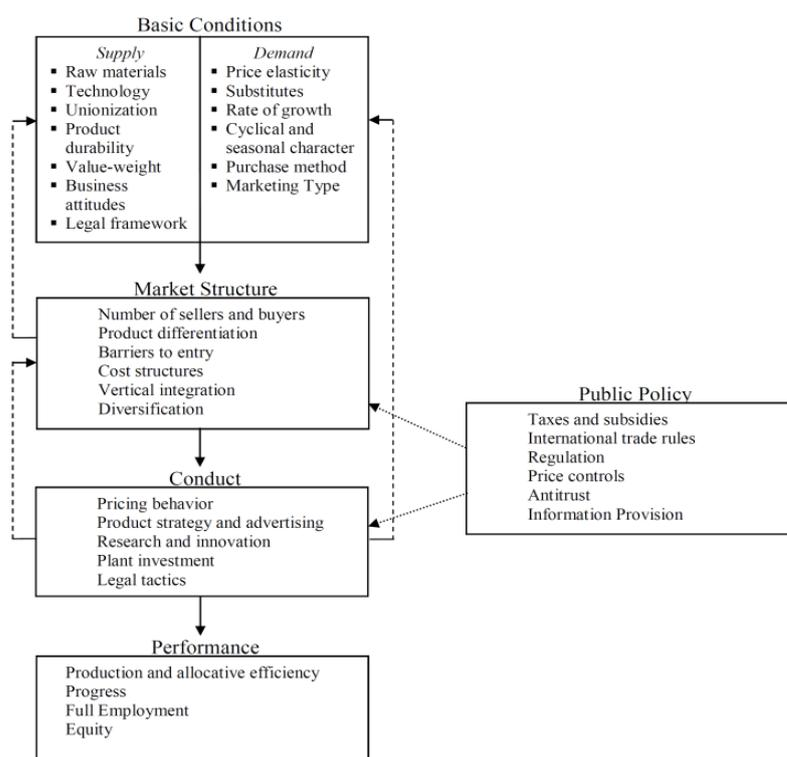 Basic Conditions
Supply
Raw materials
Technology
Unionization
Product
durability
Value-weight
Business
attitudes
Legal framework
Demand
Price elasticity
Substitutes
Rate of growth
Cyclical and
seasonal character
Purchase method
Marketing Type
Market Structure
Number of sellers and buyers
Product differentiation
Barriers to entry
Cost structures
Vertical integration
Diversification
Conduct
Pricing behavior
Product strategy and advertising
Research and innovation
Plant investment
Legal tactics
Performance
Production and allocative efficiency
Progress
Full Employment
Equity
Public Policy
Taxes and subsidies
International trade rules
Regulation
Price controls
Antitrust
Information Provision